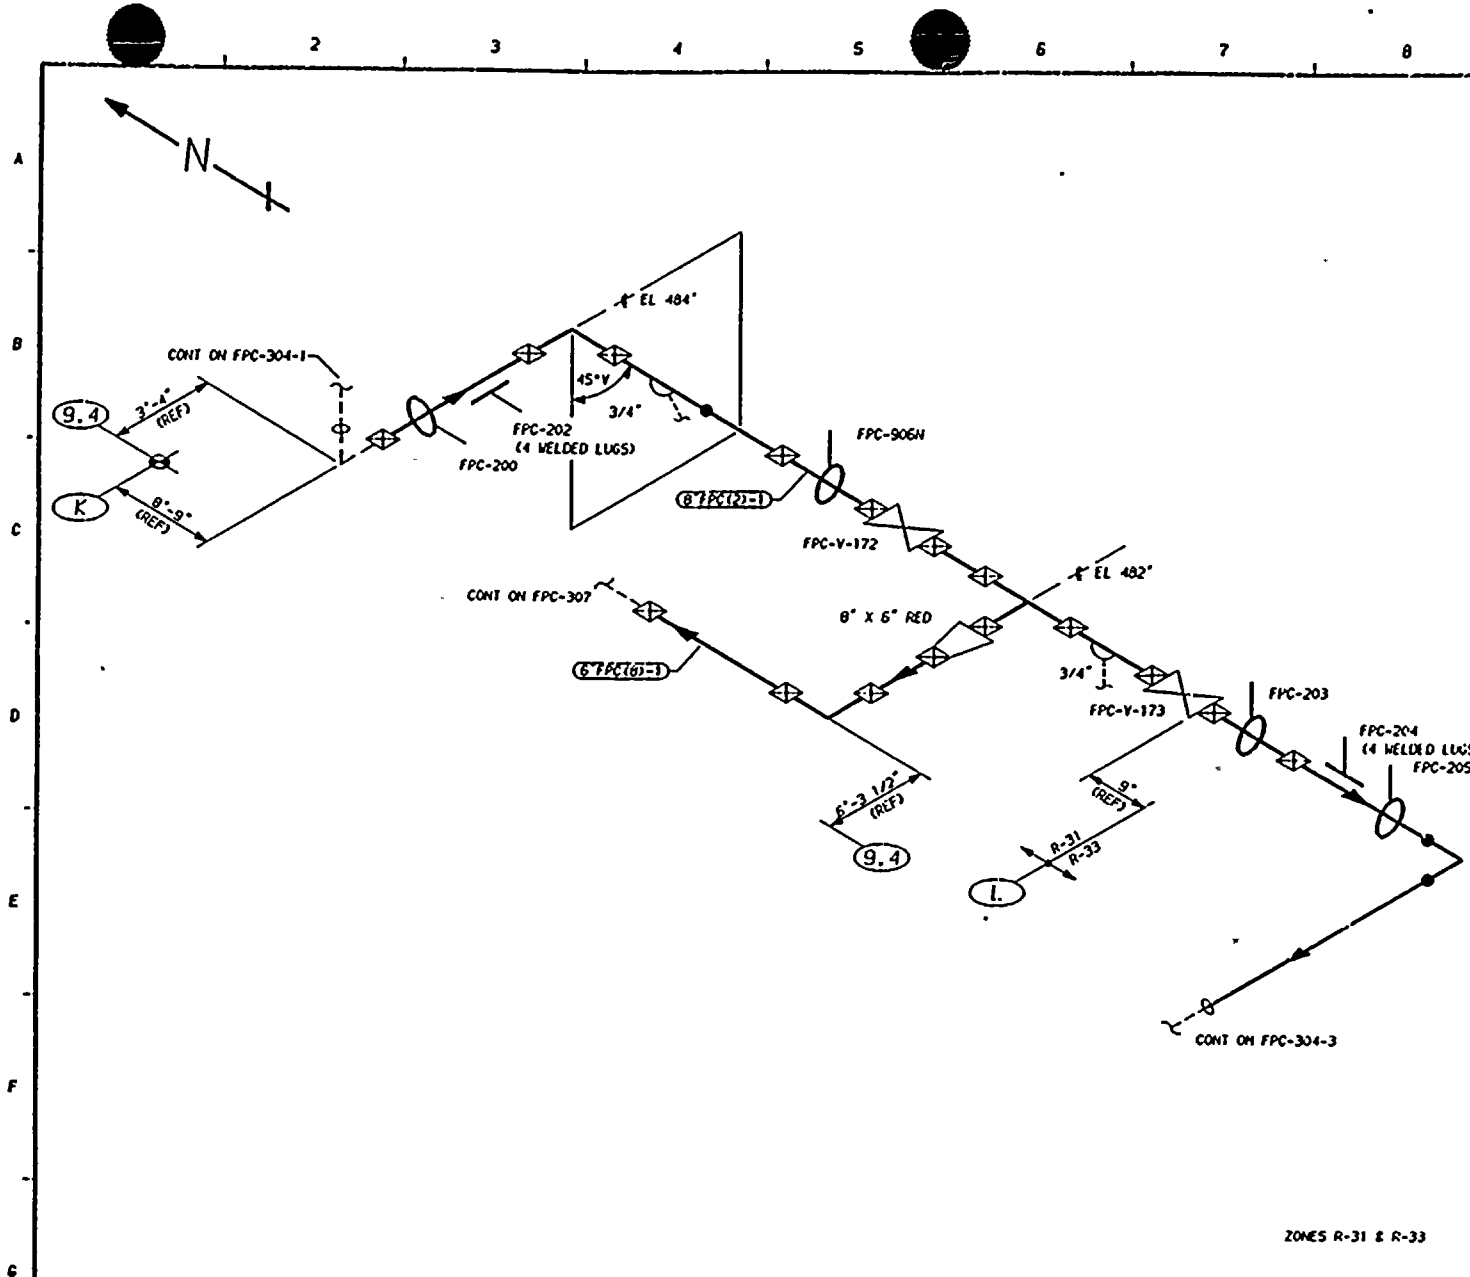 2 3 4 5 6 7 8
A
N
B
℄ EL 484'
CONT ON FPC-304-1
45°V
3/4"
9.4
3'-4"
(REF)
FPC-202
(4 WELDED LUGS)
FPC-200
FPC-906N
K
8'-9"
(REF)
8"FPC(2)-1
C
FPC-V-172
℄ EL 482'
CONT ON FPC-307
8" X 6" RED
6"FPC(8)-1
3/4"
D
FPC-V-173
FPC-203
FPC-204
(4 WELDED LUGS
FPC-205
6'-3 1/2"
(REF)
9"
(REF)
9.4
R-31
R-33
L
E
CONT ON FPC-304-3
F
ZONES R-31 & R-33
G